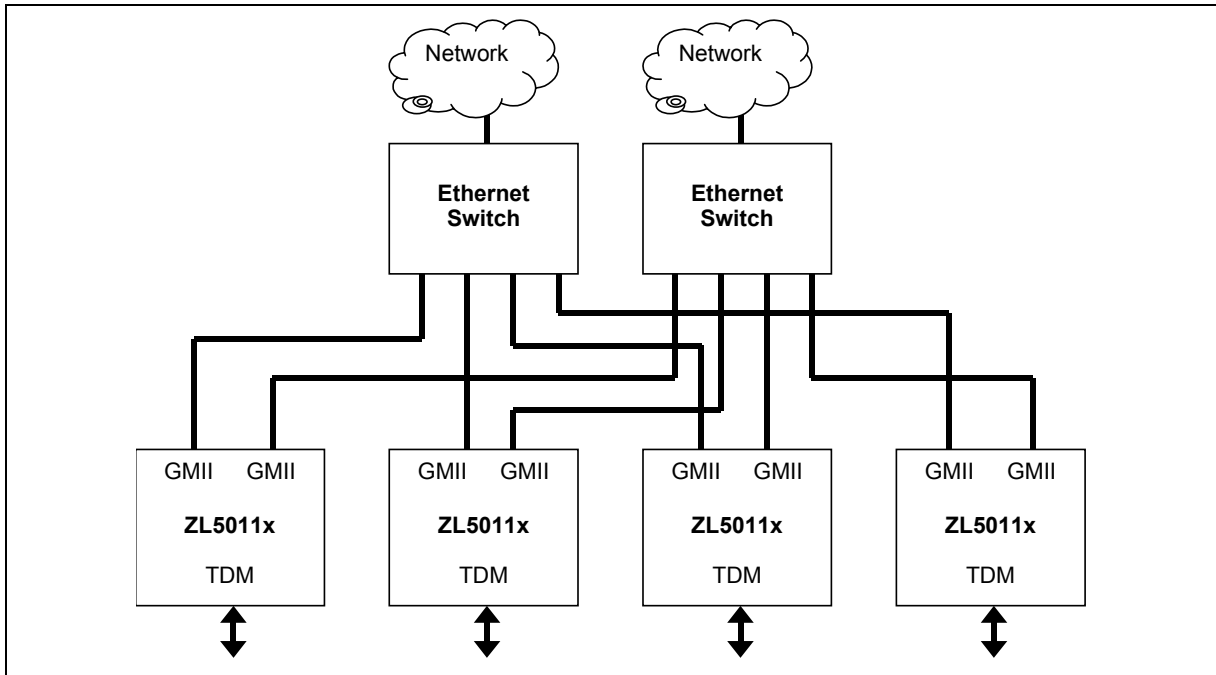 Network
Network
Ethernet
Switch
Ethernet
Switch
GMII GMII
ZL5011x
TDM
GMII GMII
ZL5011x
TDM
GMII GMII
ZL5011x
TDM
GMII GMII
ZL5011x
TDM